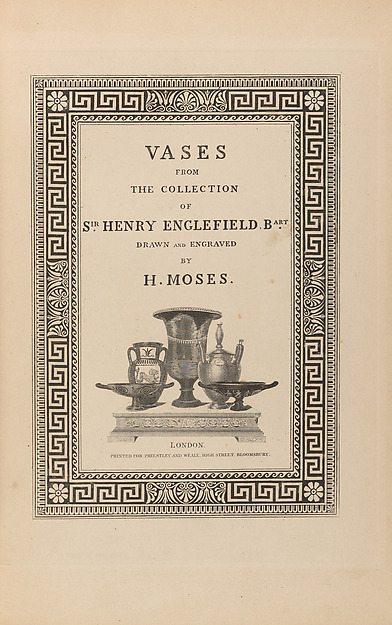 VASES
FROM
THE COLLECTION
OF
SIR HENRY ENGLEFIELD. BART
DRAWN AND ENGRAVED
BY
H. MOSES.
LONDON.
PRINTED FOR PRIESTLEY AND WEALE, HIGH STREET, BLOOMSBURY.